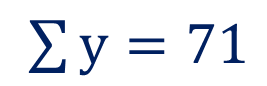 ∑ y = 71